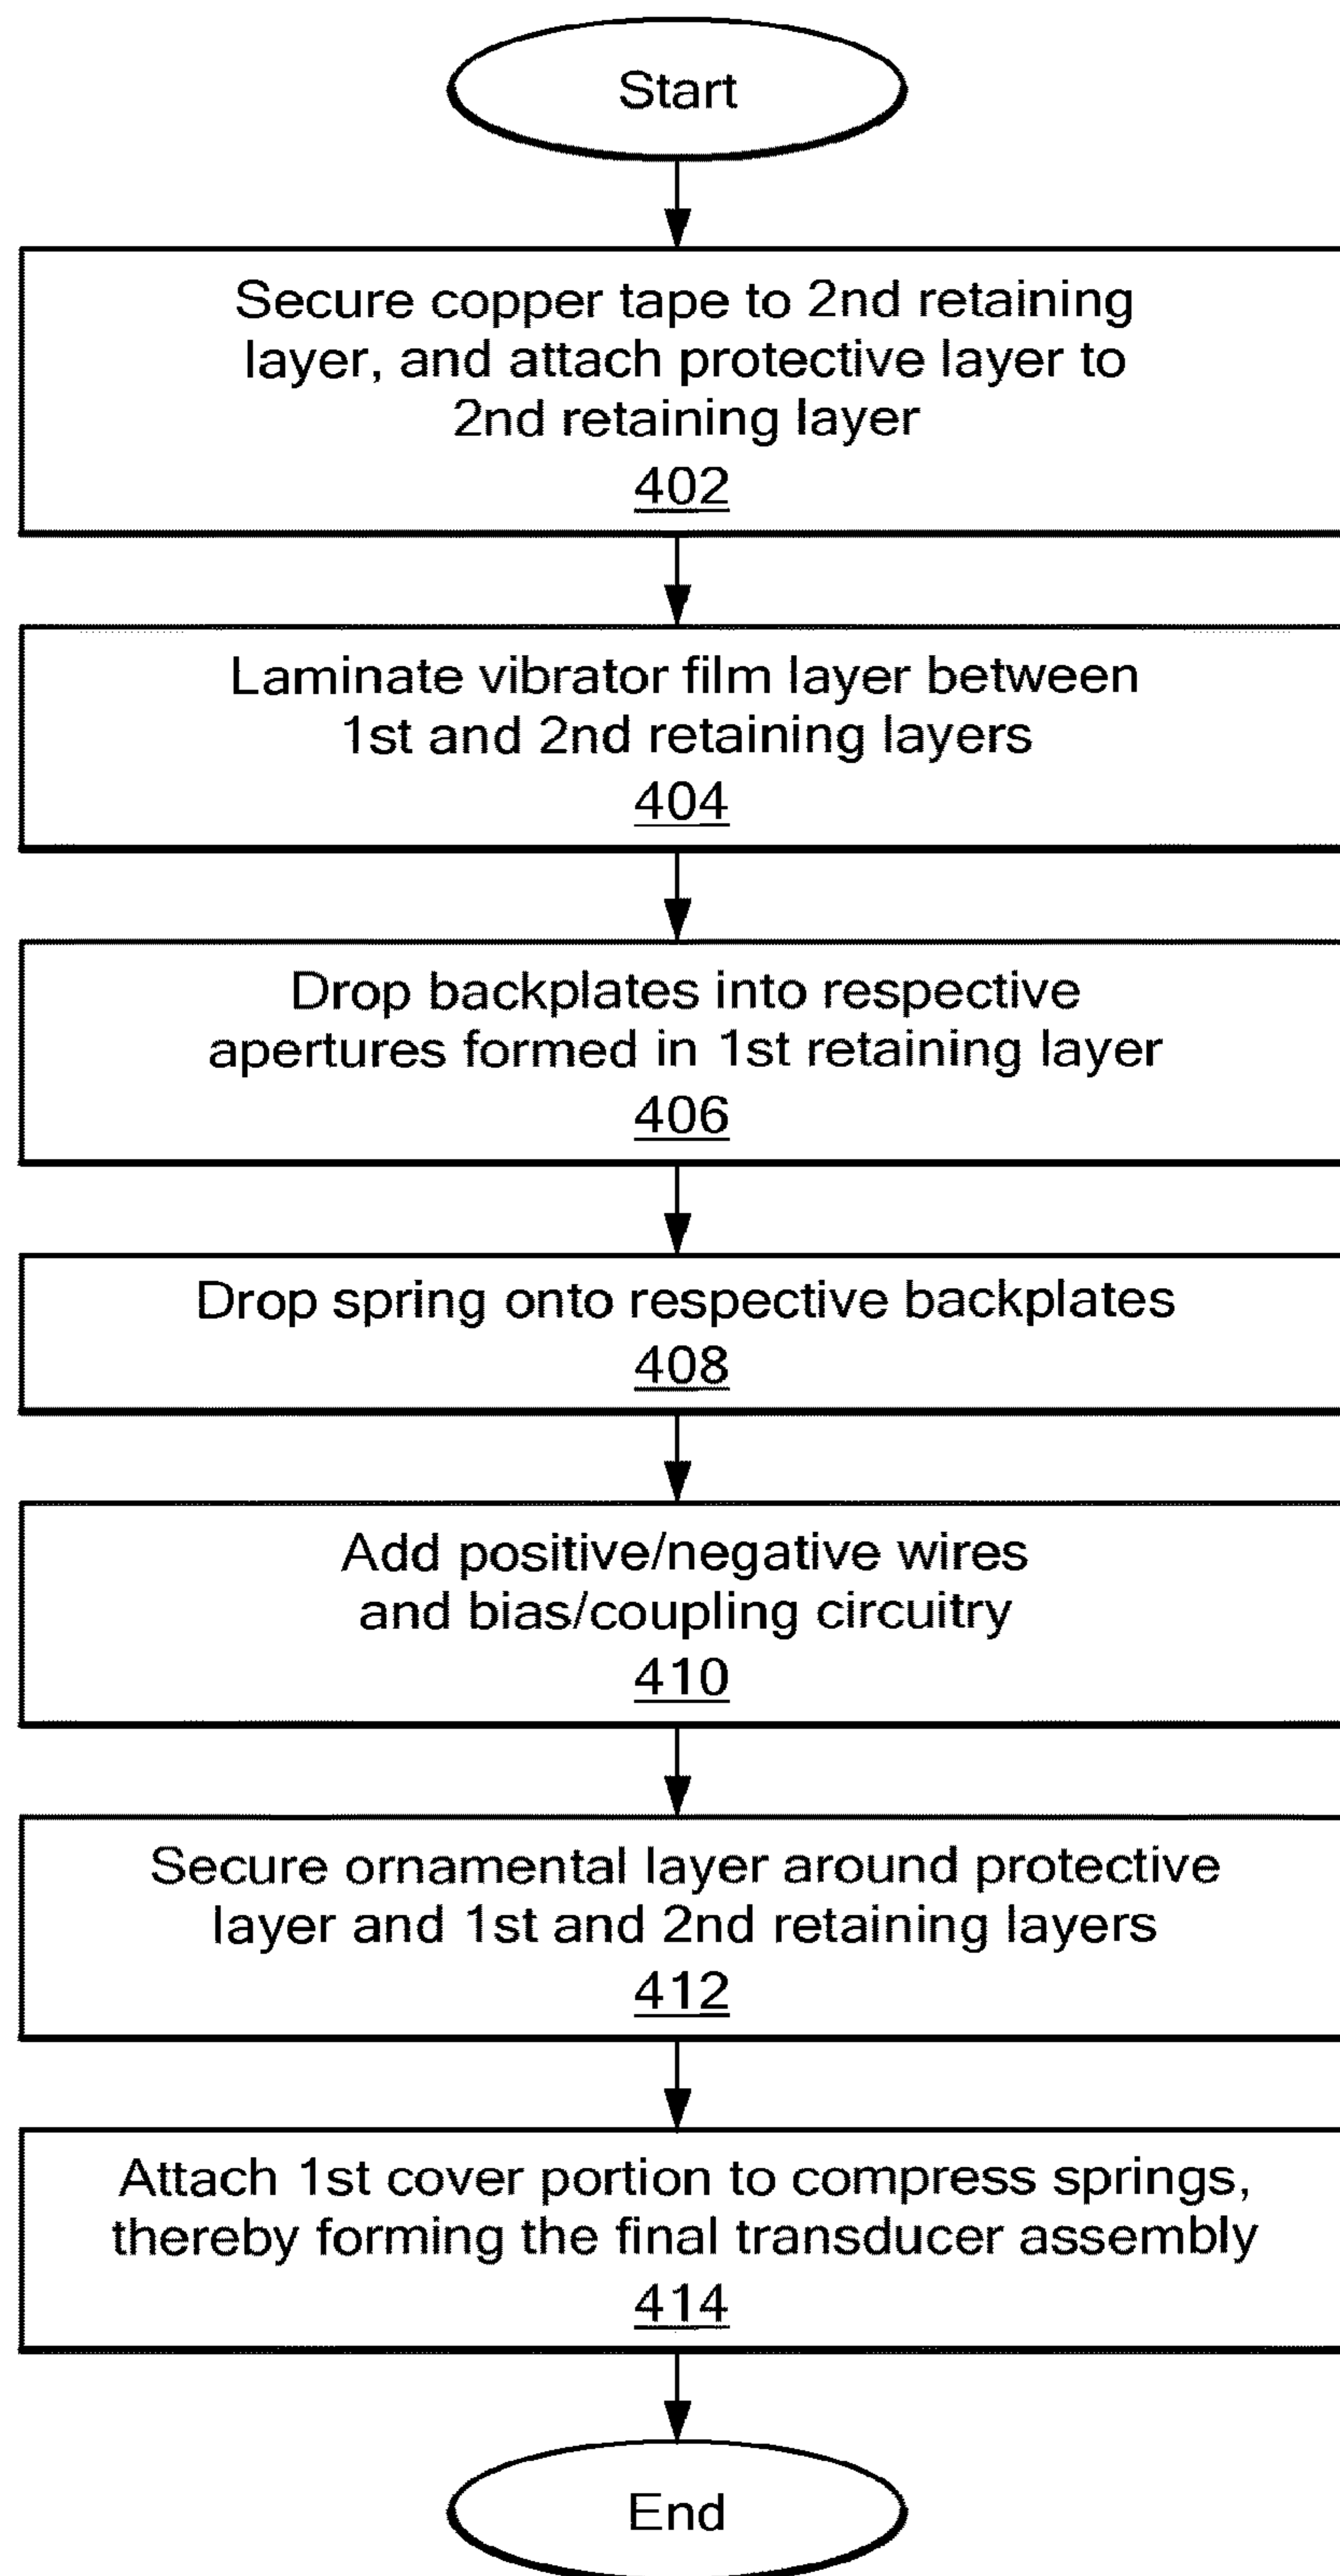 Start
Secure copper tape to 2nd retaining
layer, and attach protective layer to
2nd retaining layer
402
Laminate vibrator film layer between
1st and 2nd retaining layers
404
Drop backplates into respective
apertures formed in 1st retaining layer
406
Drop spring onto respective backplates
408
Add positive/negative wires
and bias/coupling circuitry
410
Secure ornamental layer around protective
layer and 1st and 2nd retaining layers
412
Attach 1st cover portion to compress springs,
thereby forming the final transducer assembly
414
End